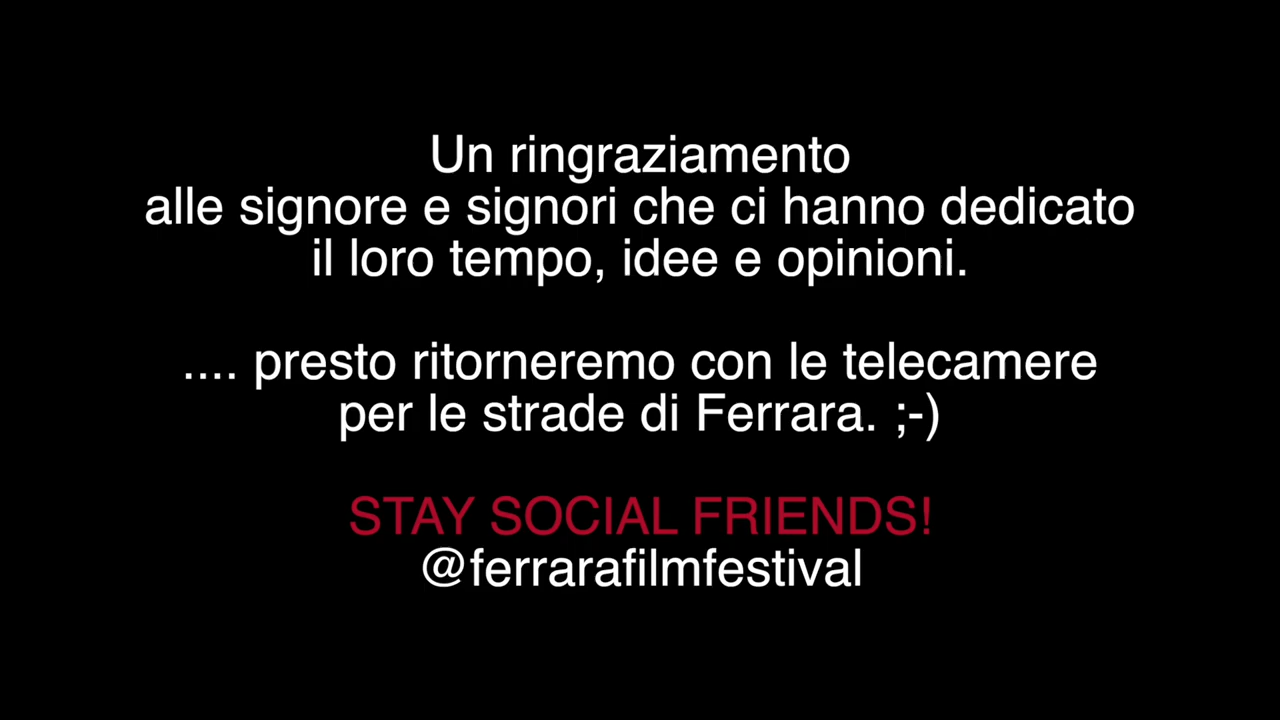 Un ringraziamento
alle signore e signori che ci hanno dedicato
il loro tempo, idee e opinioni.
.... presto ritorneremo con le telecamere
per le strade di Ferrara. ;-)
STAY SOCIAL FRIENDS!
@ferrarafilmfestival